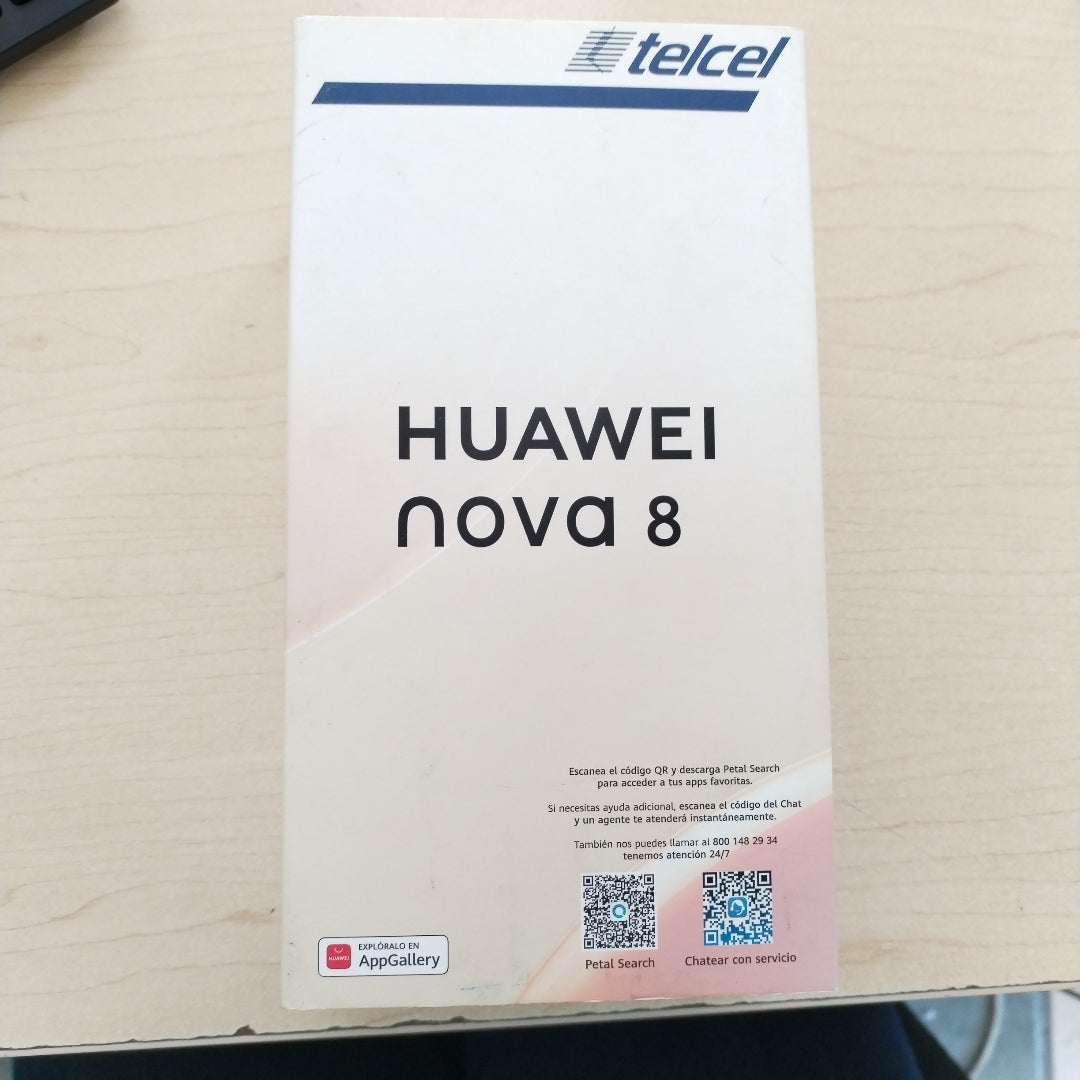 telcel
HUAWEI
nova 8
Escanea el código QR y descarga Petal Search
para acceder a tus apps favoritas.
Si necesitas ayuda adicional, escanea el código del Chat
y un agente te atenderá instantáneamente.
También nos puedes llamar al 800 148 29 34
tenemos atención 24/7
Petal Search
Chatear con servicio
EXPLÓRALO EN
HUAWEI
AppGallery